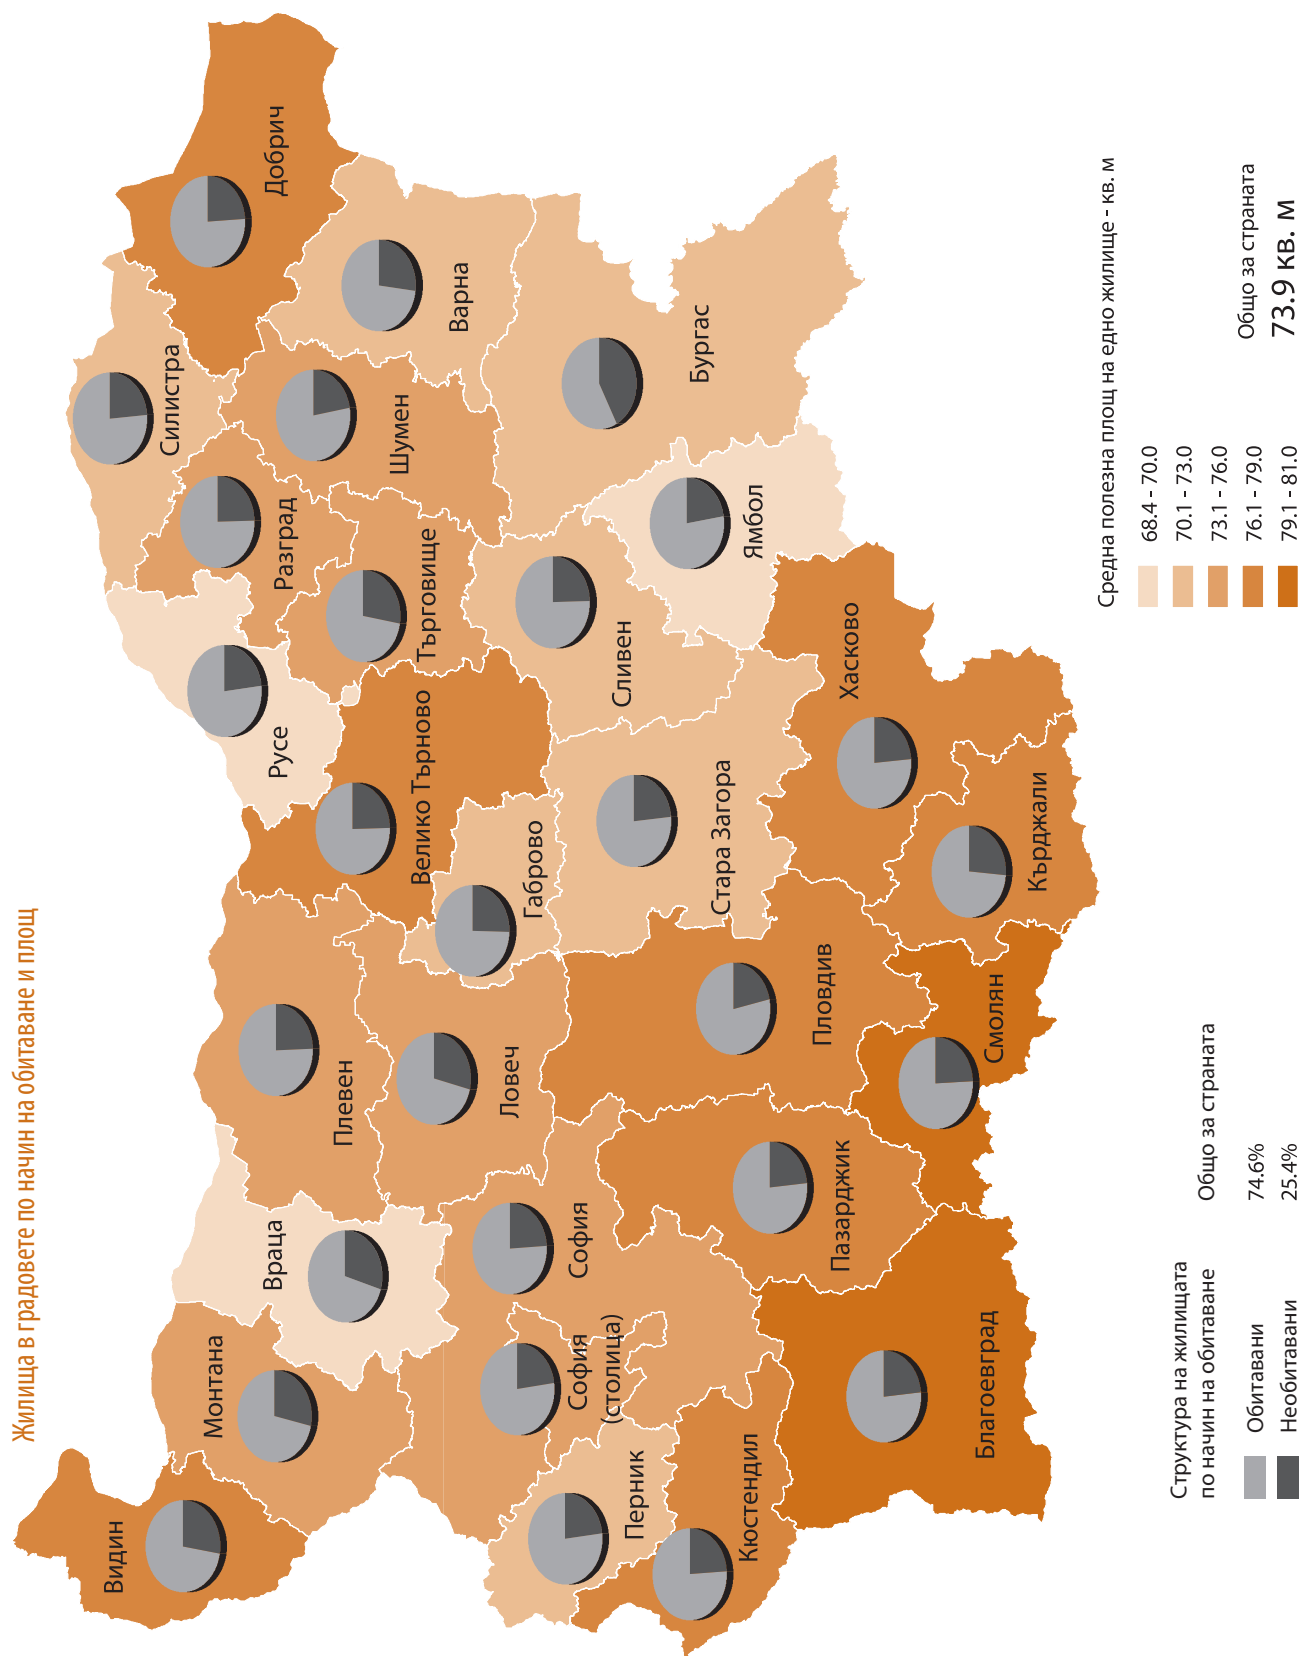 Жилища в градовете по начин на обитаване и площ
Видин
Монтана
Враца
Плевен
Велико Търново
Русе
Разград
Силистра
Добрич
Шумен
Търговище
Варна
Ловеч
Габрово
София
София
(столица)
Перник
Кюстендил
Благоевград
Пазарджик
Пловдив
Смолян
Стара Загора
Сливен
Ямбол
Бургас
Хасково
Кърджали
Структура на жилищата
по начин на обитаване
Общо за страната
Обитавани 74.6%
Необитавани 25.4%
Средна полезна площ на едно жилище - кв. м
68.4 - 70.0
70.1 - 73.0
73.1 - 76.0
76.1 - 79.0
79.1 - 81.0
Общо за страната
73.9 кв. м